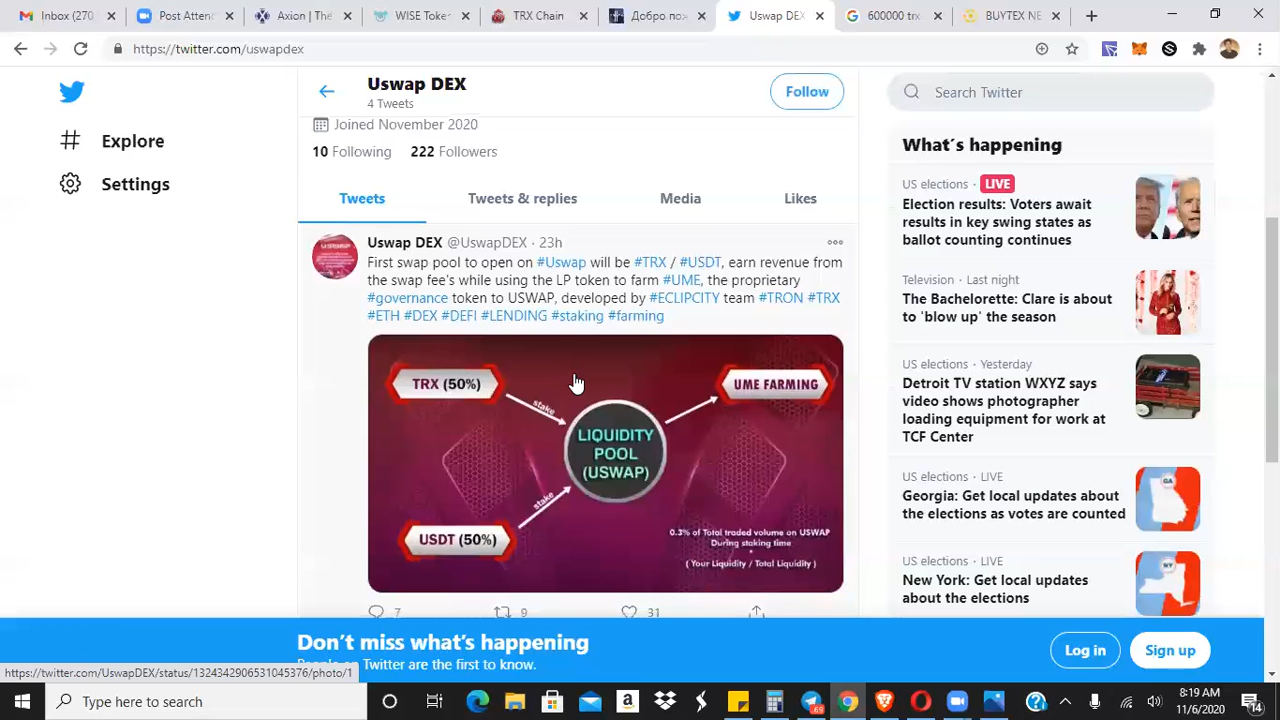 Inbox (270
Post Attent
Axion | The
WISE Token
TRX Chain
Добро пож
Uswap DEX
600000 trx
BUYTEX NE
https://twitter.com/uswapdex
Uswap DEX
4 Tweets
Follow
Search Twitter
Explore
Settings
Joined November 2020
10 Following 222 Followers
Tweets
Tweets & replies
Media
Likes
Uswap DEX @UswapDEX · 23h
First swap pool to open on #Uswap will be #TRX / #USDT, earn revenue from
the swap fee's while using the LP token to farm #UME, the proprietary
#governance token to USWAP, developed by #ECLIPCITY team #TRON #TRX
#ETH #DEX #DEFI #LENDING #staking #farming
TRX (50%)
stake
UME FARMING
LIQUIDITY
POOL
(USWAP)
stake
USDT (50%)
0.3% of Total traded volume on USWAP
During staking time
*
( Your Liquidity / Total Liquidity )
7
9
31
What's happening
US elections · LIVE
Election results: Voters await
results in key swing states as
ballot counting continues
Television · Last night
The Bachelorette: Clare is about
to 'blow up' the season
US elections · Yesterday
Detroit TV station WXYZ says
video shows photographer
loading equipment for work at
TCF Center
US elections · LIVE
Georgia: Get local updates about
the elections as votes are counted
GA
US elections · LIVE
New York: Get local updates
about the elections
NY
Don't miss what's happening
People on Twitter are the first to know.
Log in
Sign up
https://twitter.com/UswapDEX/status/1324342906531045376/photo/1
Type here to search
.69
8:19 AM
11/6/2020
14